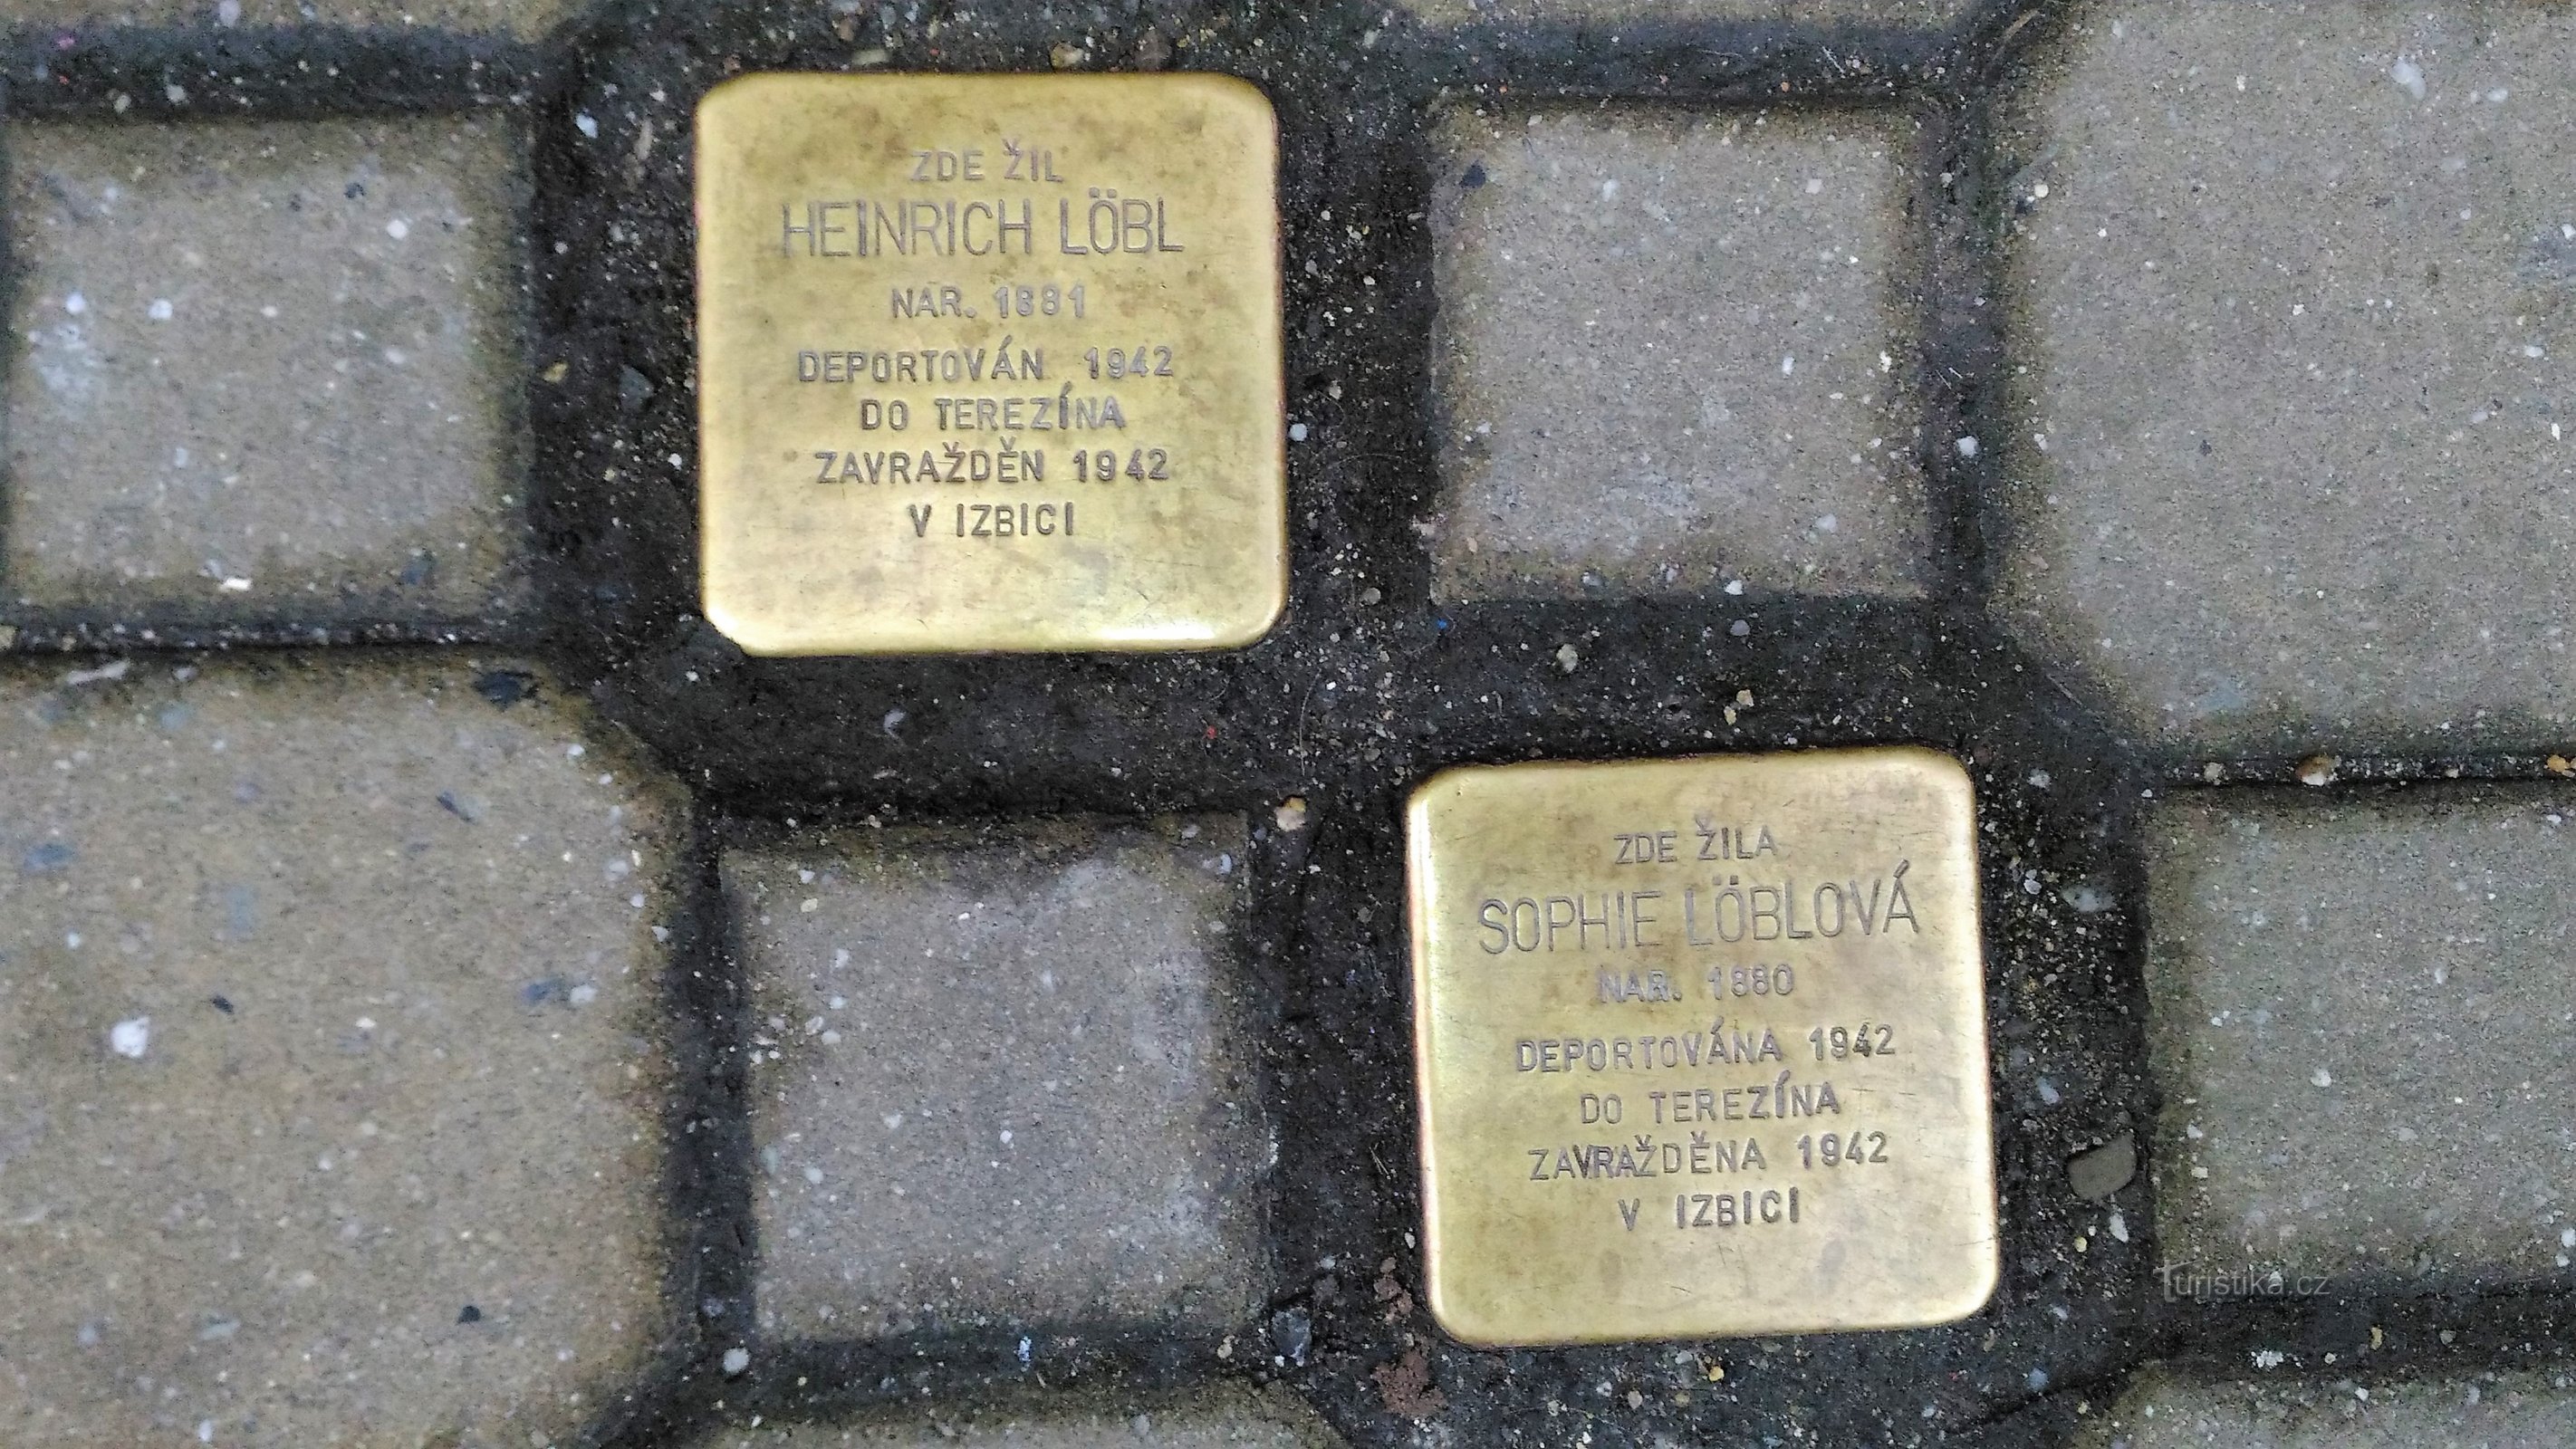 ZDE ŽIL
HEINRICH LÖBL
NAR. 1881
DEPORTOVÁN 1942
DO TEREZÍNA
ZAVRAŽDĚN 1942
V IZBICI
ZDE ŽILA
SOPHIE LÖBLOVÁ
NAR. 1880
DEPORTOVÁNA 1942
DO TEREZÍNA
ZAVRAŽDĚNA 1942
V IZBICI
Turistika.cz